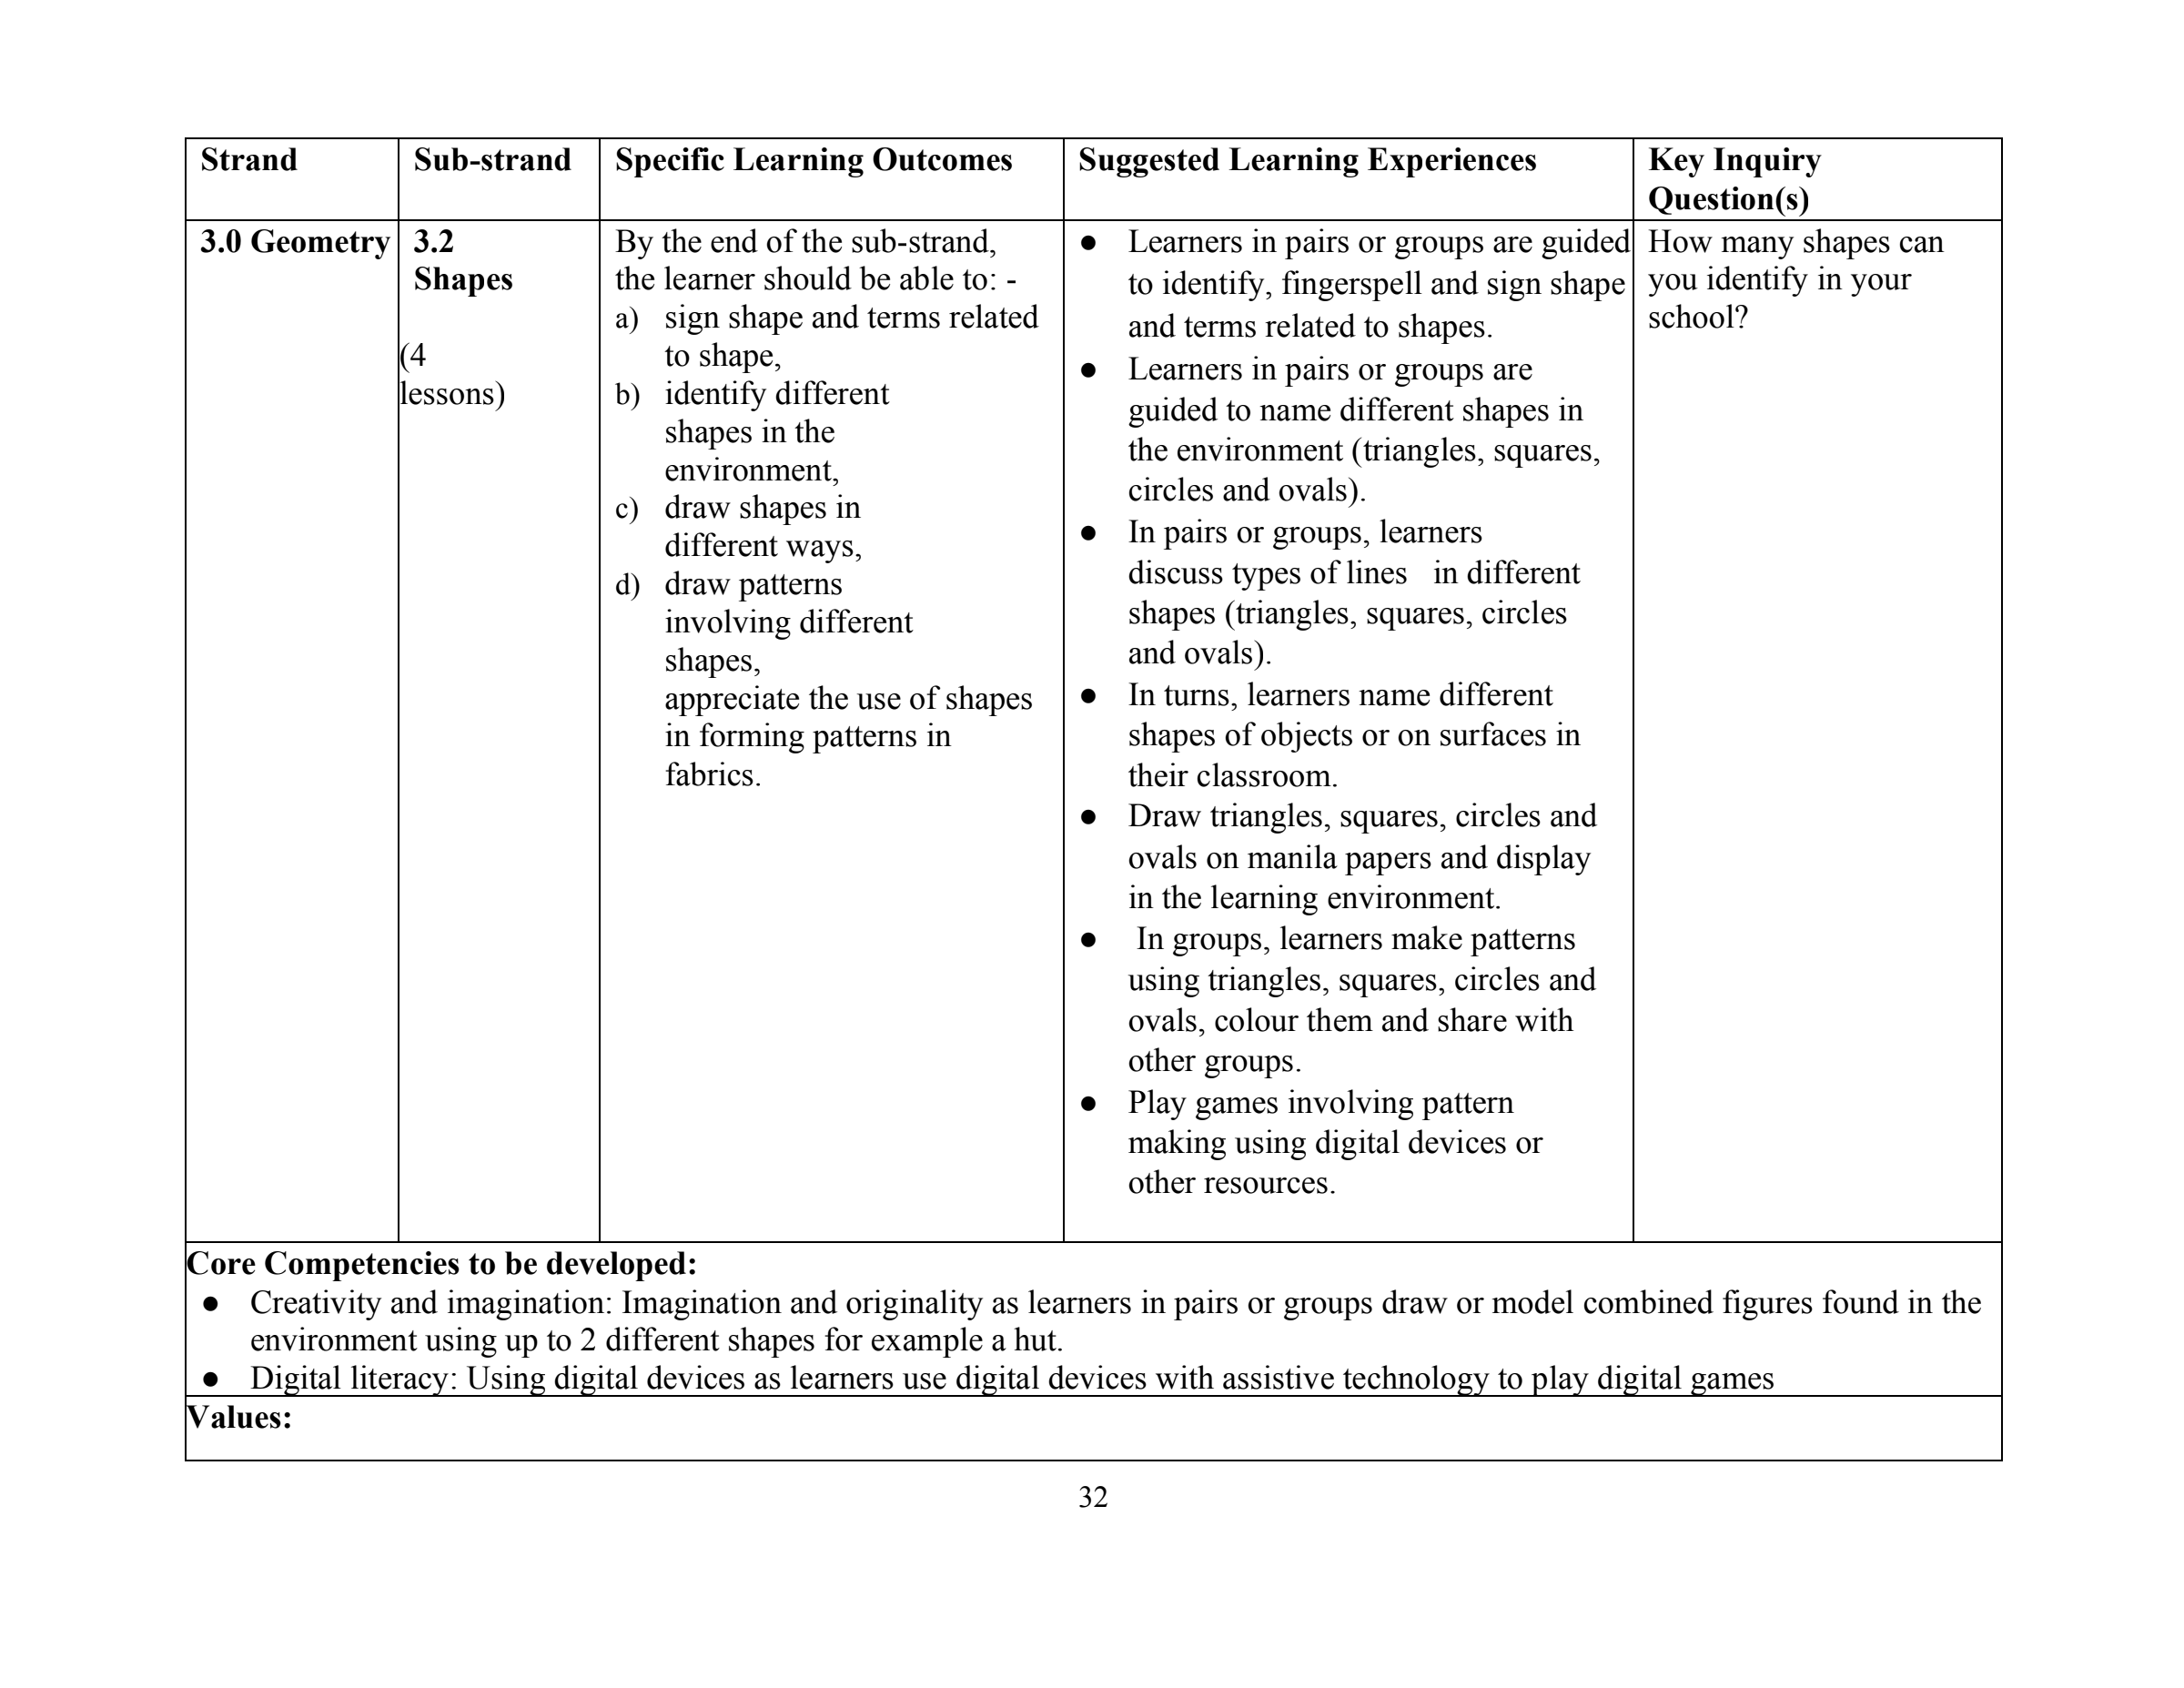 Strand
Sub-strand
Specific Learning Outcomes
Suggested Learning Experiences
Key Inquiry
Question(s)
3.0 Geometry
3.2
Shapes
(4
lessons)
By the end of the sub-strand,
the learner should be able to: -
a) sign shape and terms related
to shape,
b) identify different
shapes in the
environment,
c) draw shapes in
different ways,
d) draw patterns
involving different
shapes,
appreciate the use of shapes
in forming patterns in
fabrics.
● Learners in pairs or groups are guided
to identify, fingerspell and sign shape
and terms related to shapes.
● Learners in pairs or groups are
guided to name different shapes in
the environment (triangles, squares,
circles and ovals).
● In pairs or groups, learners
discuss types of lines in different
shapes (triangles, squares, circles
and ovals).
● In turns, learners name different
shapes of objects or on surfaces in
their classroom.
● Draw triangles, squares, circles and
ovals on manila papers and display
in the learning environment.
● In groups, learners make patterns
using triangles, squares, circles and
ovals, colour them and share with
other groups.
● Play games involving pattern
making using digital devices or
other resources.
How many shapes can
you identify in your
school?
Core Competencies to be developed:
● Creativity and imagination: Imagination and originality as learners in pairs or groups draw or model combined figures found in the
environment using up to 2 different shapes for example a hut.
● Digital literacy: Using digital devices as learners use digital devices with assistive technology to play digital games
Values:
32